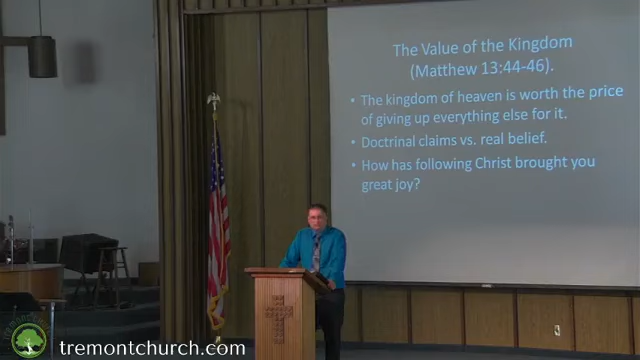 The Value of the Kingdom
(Matthew 13:44-46).
• The kingdom of heaven is worth the price
of giving up everything else for it.
• Doctrinal claims vs. real belief.
• How has following Christ brought you
great joy?
tremontchurch.com